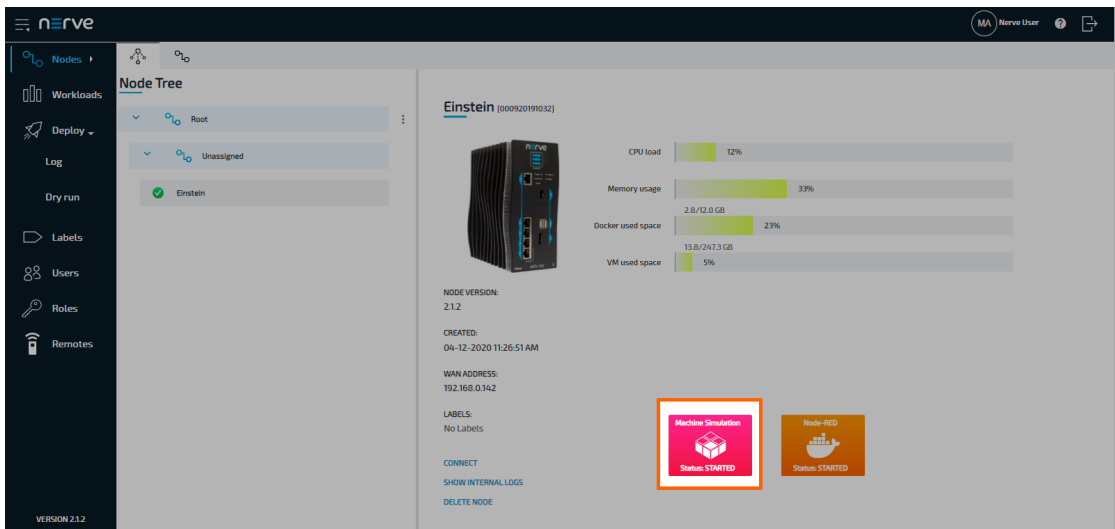 nerve
MA Nerve User
Nodes
Workloads
Deploy
Log
Dry run
Labels
Users
Roles
Remotes
VERSION 2.1.2
Node Tree
Root
Unassigned
Einstein
Einstein [000920191032]
nerve
CPU load 12%
Memory usage 33%
2.8/12.0 GB
Docker used space 23%
13.8/247.3 GB
VM used space 5%
NODE VERSION:
2.1.2
CREATED:
04-12-2020 11:26:51 AM
WAN ADDRESS:
192.168.0.142
LABELS:
No Labels
CONNECT
SHOW INTERNAL LOGS
DELETE NODE
Machine Simulation
Status: STARTED
Node-RED
Status: STARTED